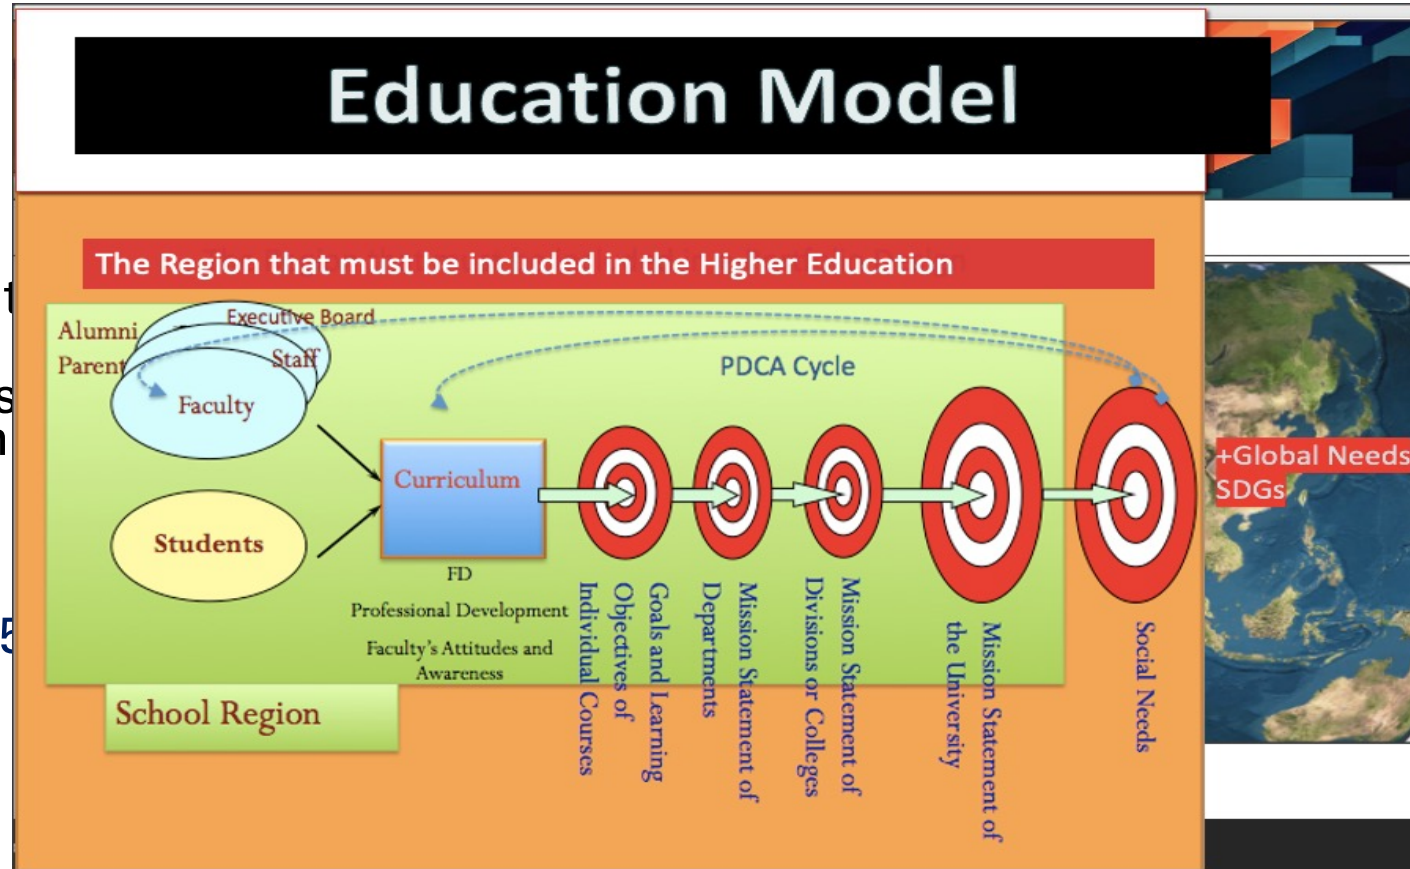 Education Model
The Region that must be included in the Higher Education
Alumni
Parent
Executive Board
Staff
Faculty
Students
PDCA Cycle
Curriculum
FD
Professional Development
Faculty's Attitudes and
Awareness
School Region
Goals and Learning
Objectives of
Individual Courses
Mission Statement of
Departments
Mission Statement of
Divisions or Colleges
Mission Statement of
the University
Social Needs
+Global Needs
SDGs